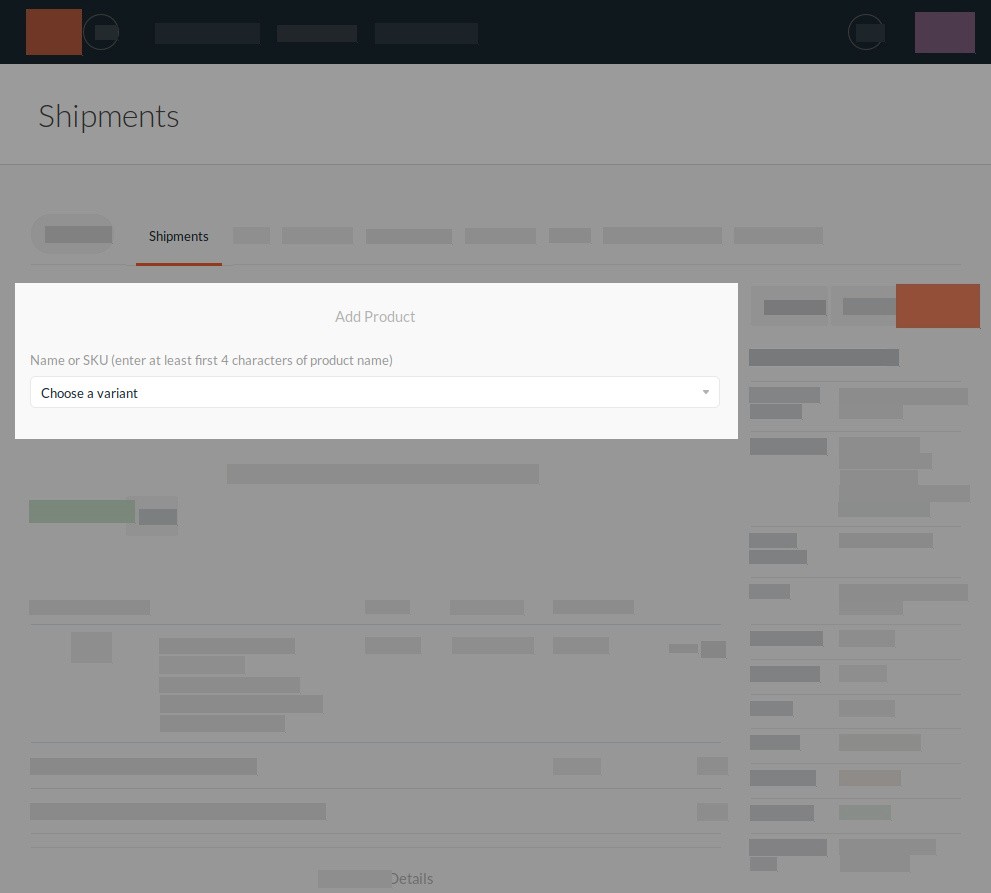 Shipments
Shipments
Add Product
Name or SKU (enter at least first 4 characters of product name)
Choose a variant
Details